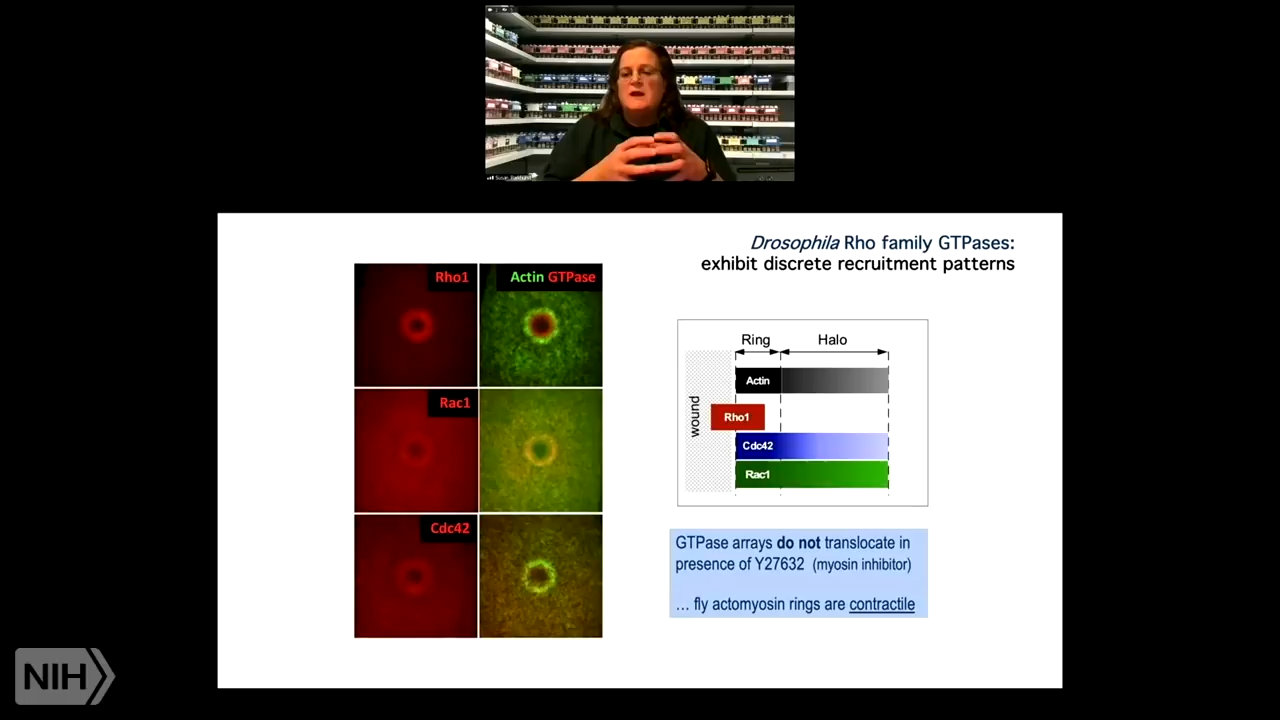 Drosophila Rho family GTPases:
exhibit discrete recruitment patterns
Rho1
Actin GTPase
Rac1
Cdc42
Ring
Halo
wound
Actin
Rho1
Cdc42
Rac1
GTPase arrays do not translocate in
presence of Y27632 (myosin inhibitor)
... fly actomyosin rings are contractile
NIH